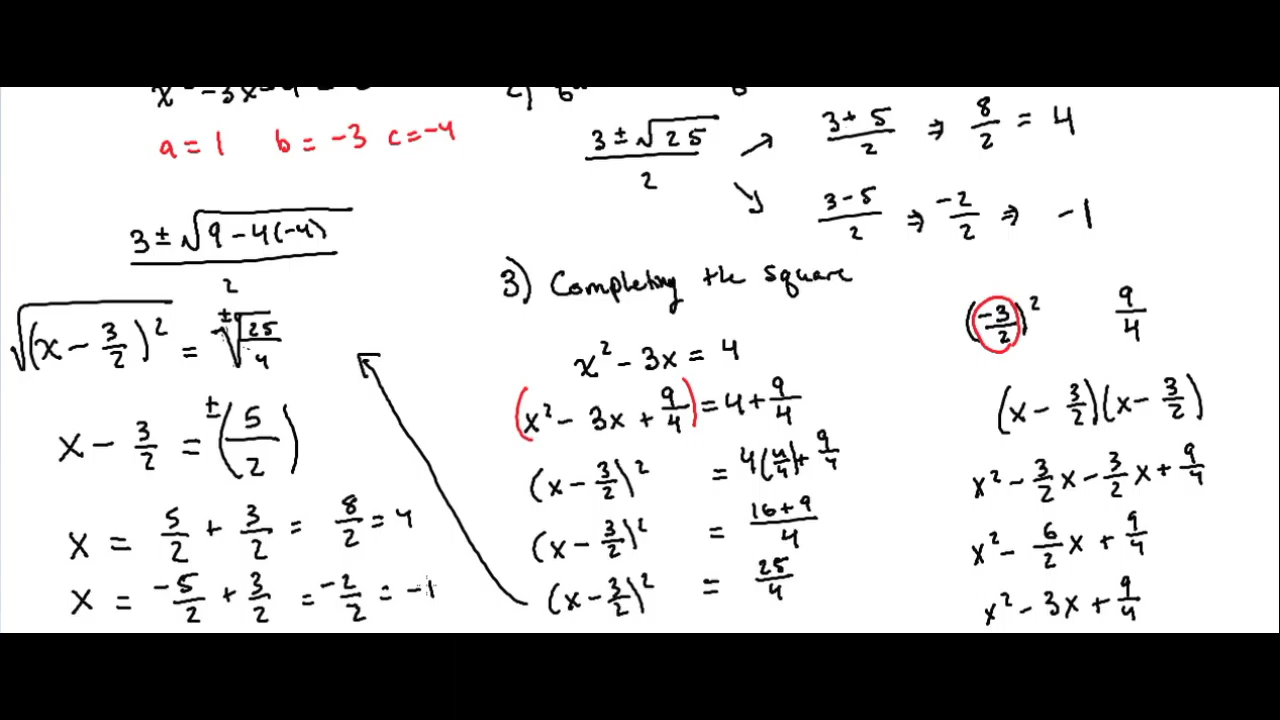 x² - 3x - 4 =
a = 1 b = -3 c = -4
3 ± √(9 - 4(-4)) / 2
2)
(3 ± √25) / 2
(3 + 5)/2 ⇒ 8/2 = 4
(3 - 5)/2 ⇒ -2/2 ⇒ -1
3) Completing the square
x² - 3x = 4
(x² - 3x + 9/4) = 4 + 9/4
(x - 3/2)² = 4(4/4) + 9/4
(x - 3/2)² = (16 + 9)/4
(x - 3/2)² = 25/4
(-3/2)² 9/4
(x - 3/2)(x - 3/2)
x² - 3/2x - 3/2x + 9/4
x² - 6/2x + 9/4
x² - 3x + 9/4
√(x - 3/2)² = ±√25/4
x - 3/2 = ±(5/2)
x = 5/2 + 3/2 = 8/2 = 4
x = -5/2 + 3/2 = -2/2 = -1